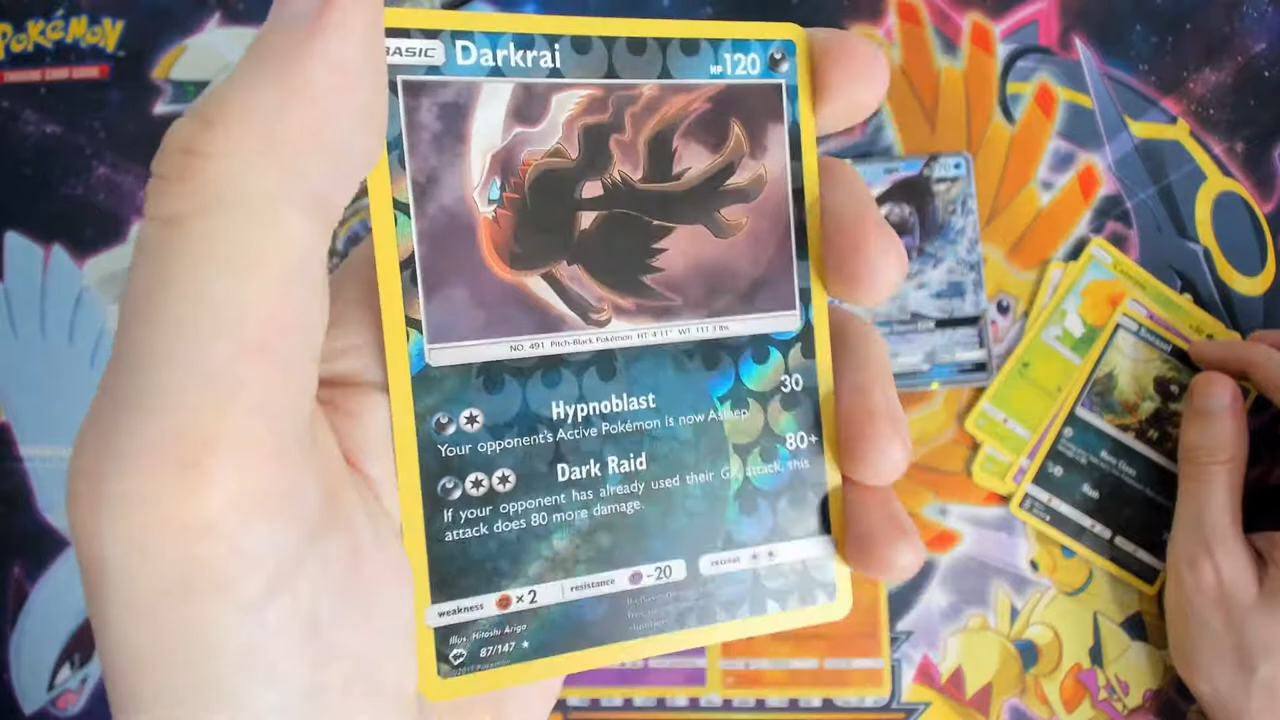 POKÉMON
BASIC Darkrai HP 120
NO. 491 Pitch-Black Pokémon HT: 4'11" WT: 111.3 lbs
Hypnoblast 30
Your opponent's Active Pokémon is now Asleep
Dark Raid 80+
If your opponent has already used their GX attack, this
attack does 80 more damage.
weakness ×2 resistance -20 retreat
Illus. Hitoshi Ariga
87/147
Sneasel
Slash